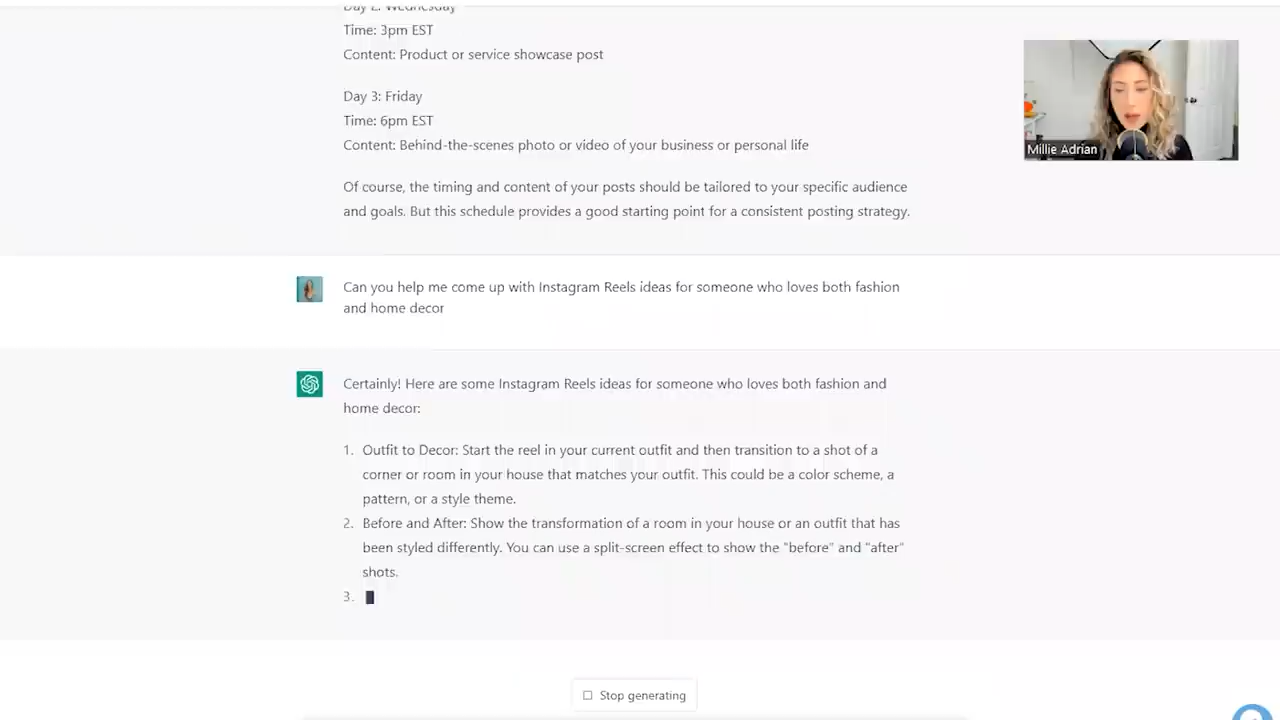 Day 2: Wednesday
Time: 3pm EST
Content: Product or service showcase post
Day 3: Friday
Time: 6pm EST
Content: Behind-the-scenes photo or video of your business or personal life
Of course, the timing and content of your posts should be tailored to your specific audience
and goals. But this schedule provides a good starting point for a consistent posting strategy.
Millie Adrian
Can you help me come up with Instagram Reels ideas for someone who loves both fashion
and home decor
Certainly! Here are some Instagram Reels ideas for someone who loves both fashion and
home decor:
1. Outfit to Decor: Start the reel in your current outfit and then transition to a shot of a
corner or room in your house that matches your outfit. This could be a color scheme, a
pattern, or a style theme.
2. Before and After: Show the transformation of a room in your house or an outfit that has
been styled differently. You can use a split-screen effect to show the "before" and "after"
shots.
3.
Stop generating